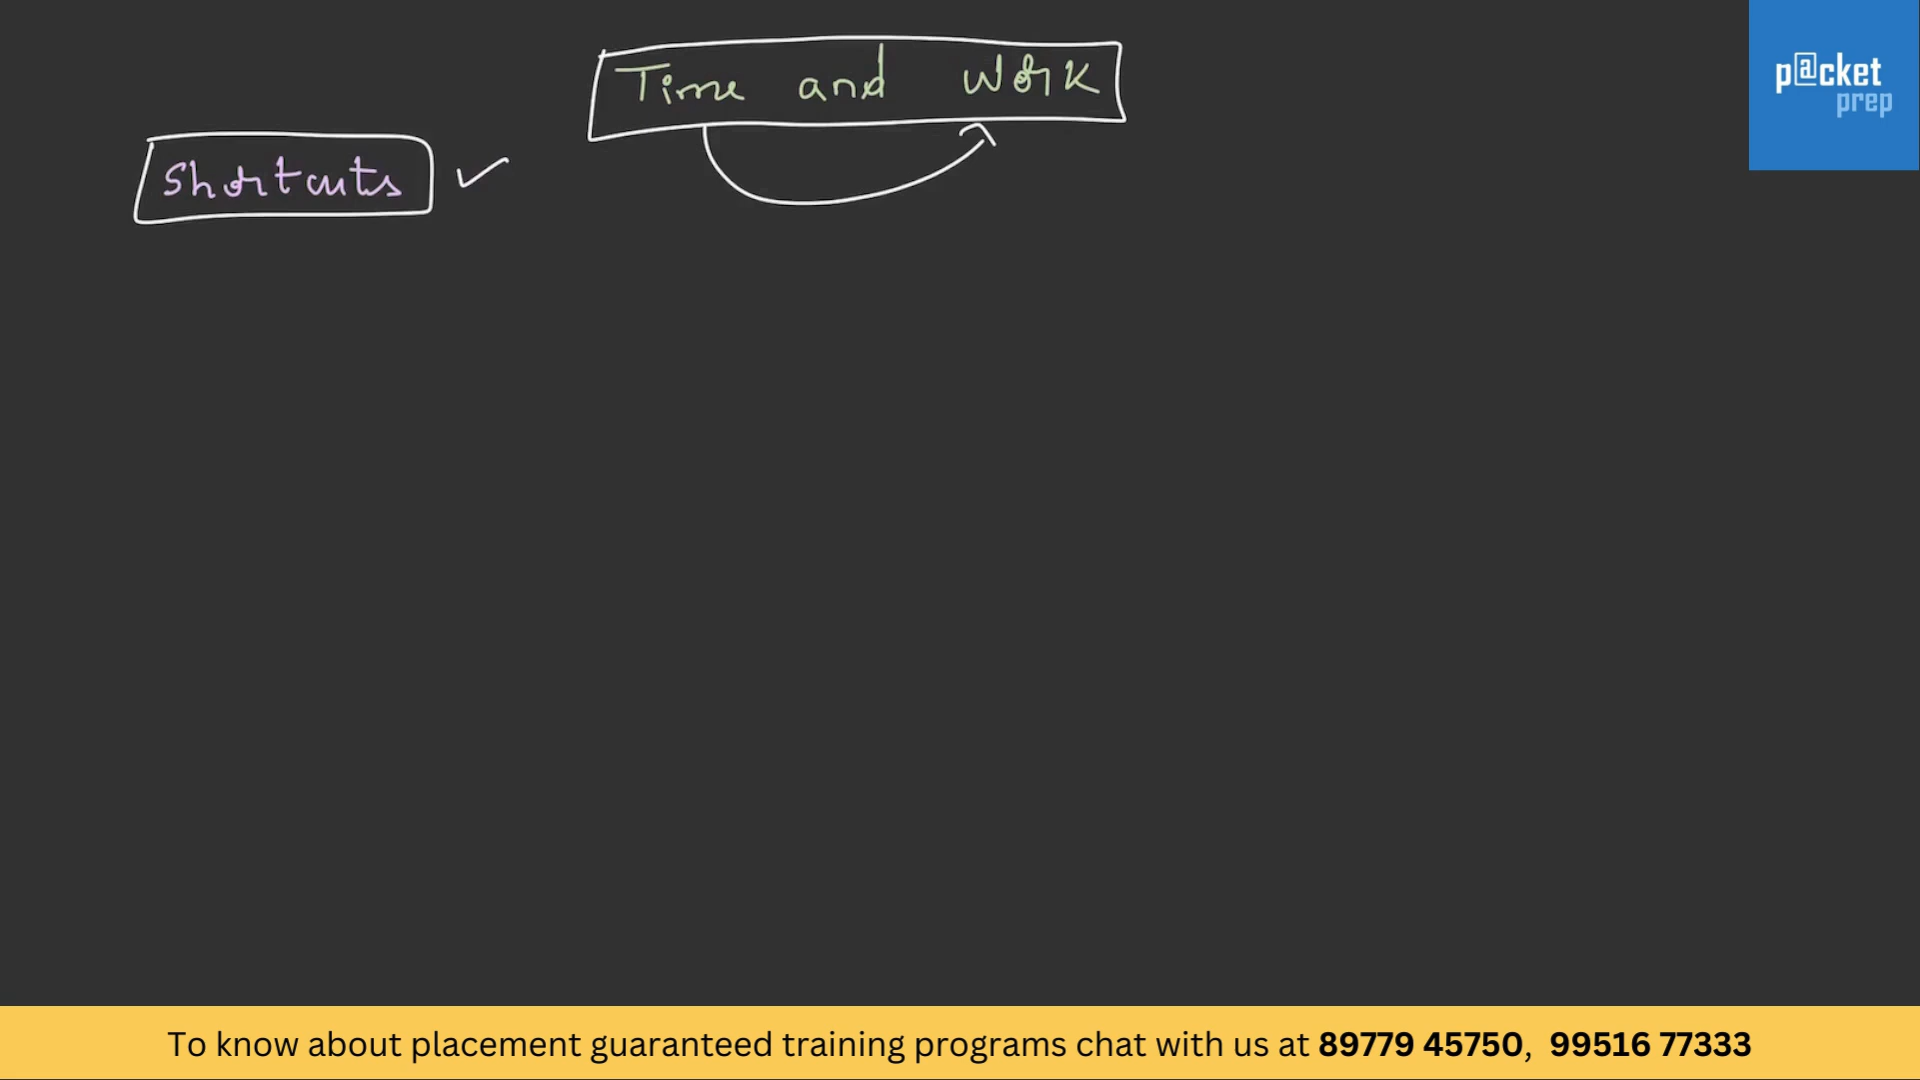 Time and Work
p@cket
prep
Shortcuts
To know about placement guaranteed training programs chat with us at 89779 45750, 99516 77333